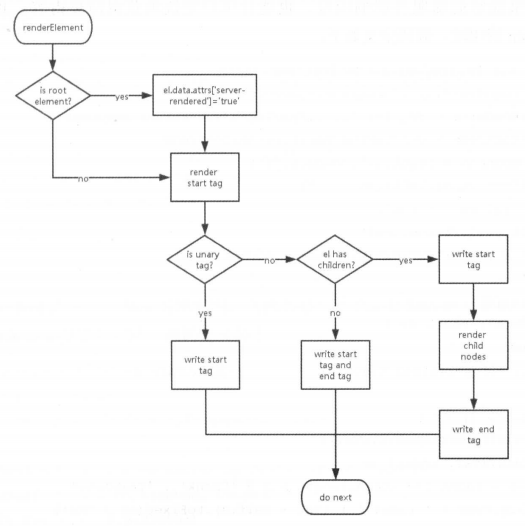 renderElement
is root
element?
yes
el.data.attrs['server-
rendered']='true'
no
render
start tag
is unary
tag?
no
el has
children?
yes
write start
tag
yes
no
render
child
nodes
write start
tag
write start
tag and
end tag
write end
tag
do next